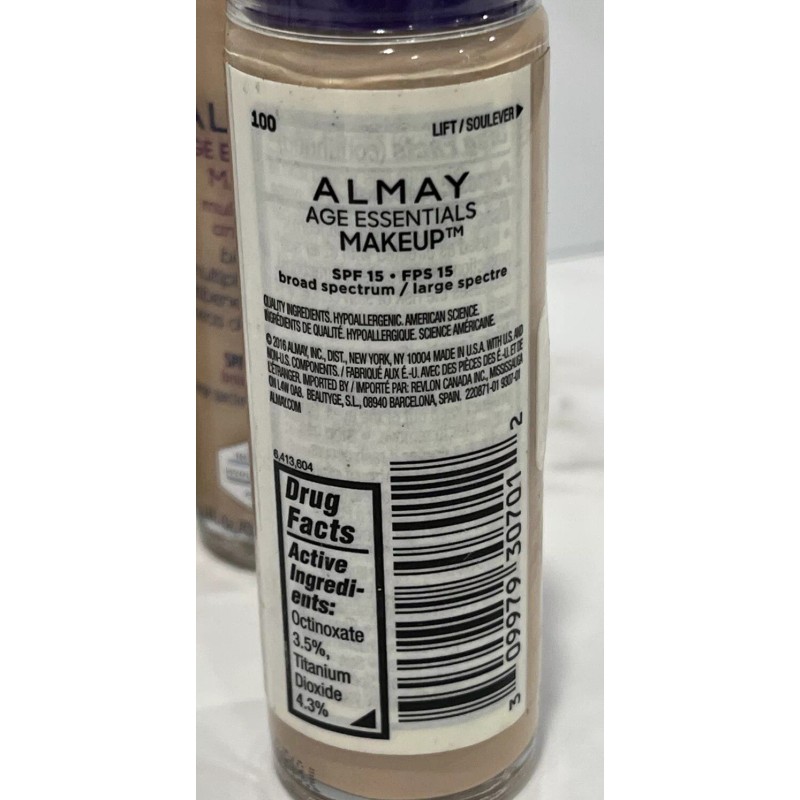 100
LIFT / SOULEVER
ALMAY
AGE ESSENTIALS
MAKEUP™
SPF 15 • FPS 15
broad spectrum / large spectre
QUALITY INGREDIENTS. HYPOALLERGENIC. AMERICAN SCIENCE.
INGRÉDIENTS DE QUALITÉ. HYPOALLERGIQUE. SCIENCE AMÉRICAINE.
© 2016 ALMAY, INC., DIST., NEW YORK, NY 10004 MADE IN U.S.A. WITH U.S. AND
NON-U.S. COMPONENTS. / FABRIQUÉ AUX É.-U. AVEC DES PIÈCES DES É.-U. ET DE
L'ÉTRANGER. IMPORTED BY / IMPORTÉ PAR: REVLON CANADA INC., MISSISSAUGA
ON L4W 0A8. BEAUTYGE, S.L., 08940 BARCELONA, SPAIN. 220871-01 9307-01
ALMAY.COM
6,413,604
Drug
Facts
Active
Ingredi-
ents:
Octinoxate
3.5%,
Titanium
Dioxide
4.3%
3 09979 30701 2